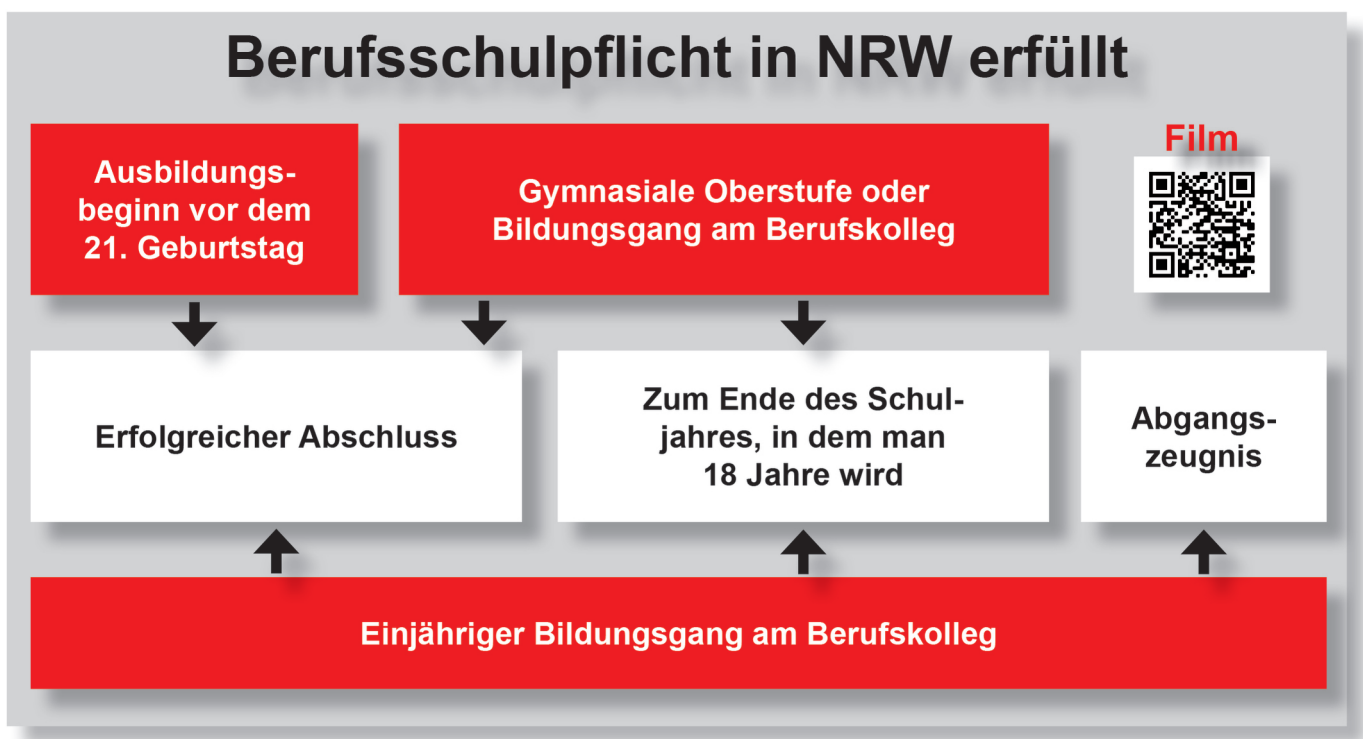 Berufsschulpflicht in NRW erfüllt
Ausbildungs-
beginn vor dem
21. Geburtstag
Gymnasiale Oberstufe oder
Bildungsgang am Berufskolleg
Film
Erfolgreicher Abschluss
Zum Ende des Schul-
jahres, in dem man
18 Jahre wird
Abgangs-
zeugnis
Einjähriger Bildungsgang am Berufskolleg